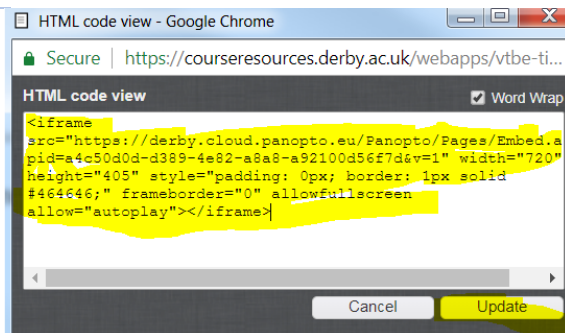 HTML code view - Google Chrome
Secure | https://courseresources.derby.ac.uk/webapps/vtbe-ti...
HTML code view
Word Wrap
<iframe
src="https://derby.cloud.panopto.eu/Panopto/Pages/Embed.a
pid=a4c50d0d-d389-4e82-a8a8-a92100d56f7d&v=1" width="720"
height="405" style="padding: 0px; border: 1px solid
#464646;" frameborder="0" allowfullscreen
allow="autoplay"></iframe>
Cancel
Update